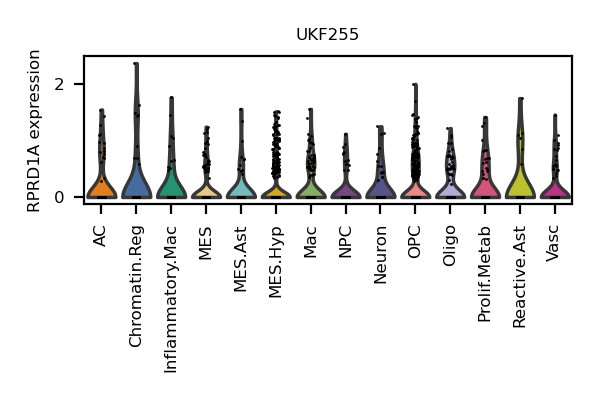 UKF255
RPRD1A expression
2
0
AC
Chromatin.Reg
Inflammatory.Mac
MES
MES.Ast
MES.Hyp
Mac
NPC
Neuron
OPC
Oligo
Prolif.Metab
Reactive.Ast
Vasc